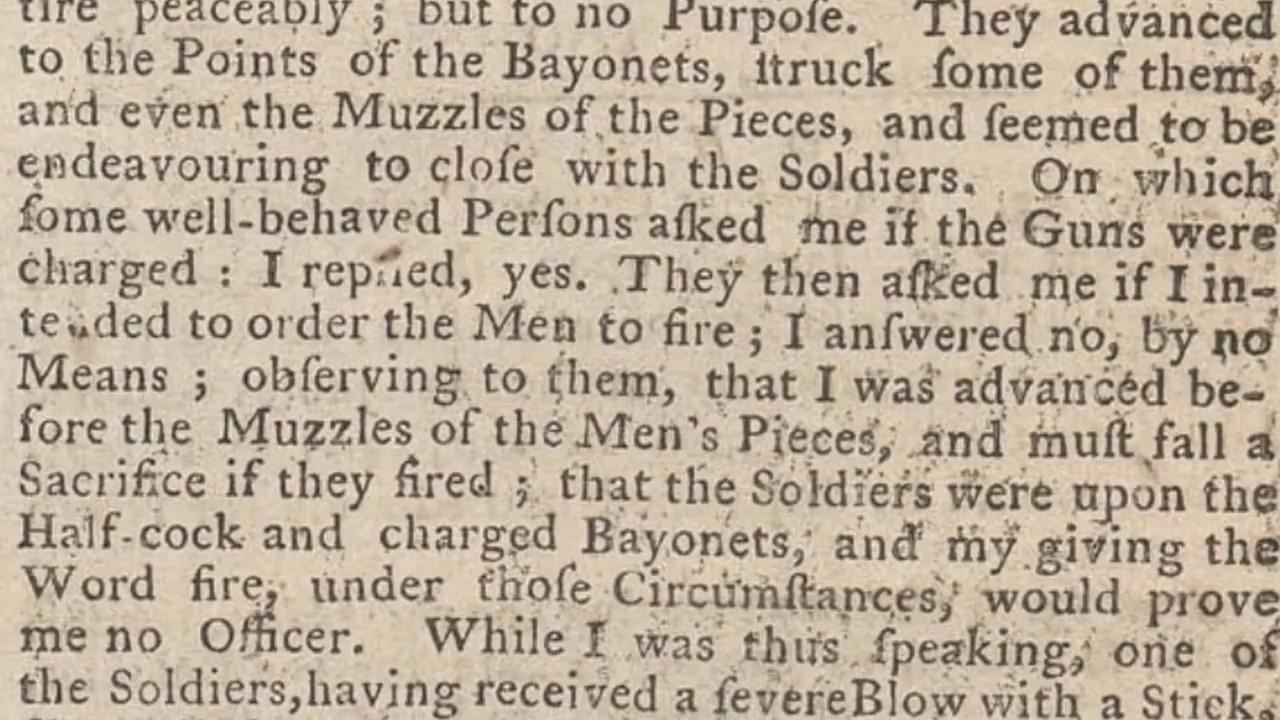 tire peaceably ; but to no Purpoſe. They advanced
to the Points of the Bayonets, ſtruck ſome of them,
and even the Muzzles of the Pieces, and ſeemed to be
endeavouring to cloſe with the Soldiers. On which
ſome well-behaved Perſons aſked me if the Guns were
charged : I replied, yes. They then aſked me if I in-
tended to order the Men to fire ; I anſwered no, by no
Means ; obſerving to them, that I was advanced be-
fore the Muzzles of the Men's Pieces, and muſt fall a
Sacrifice if they fired ; that the Soldiers were upon the
Half-cock and charged Bayonets, and my giving the
Word fire, under thoſe Circumſtances, would prove
me no Officer. While I was thus ſpeaking, one of
the Soldiers, having received a ſevere Blow with a Stick,